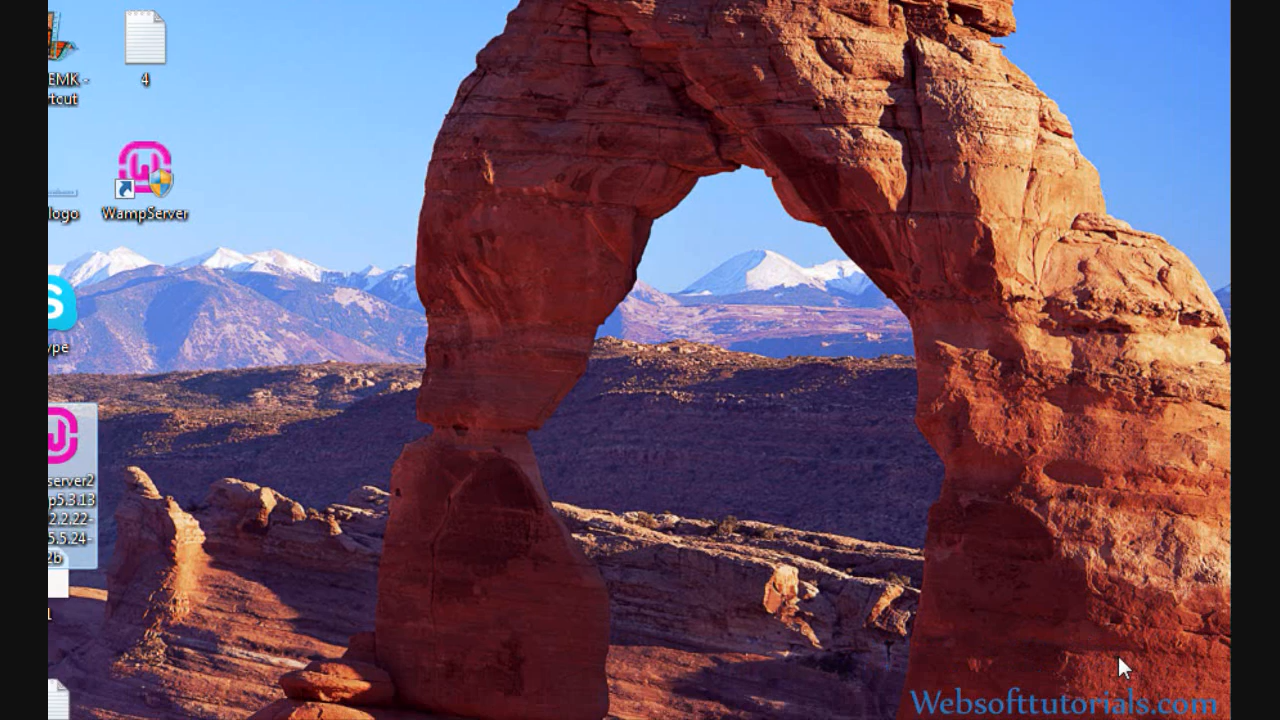 EMK -
rtcut
4
logo
WampServer
ype
server2
p5.3.13
2.2.22-
5.5.24-
2b
1
Websofttutorials.com